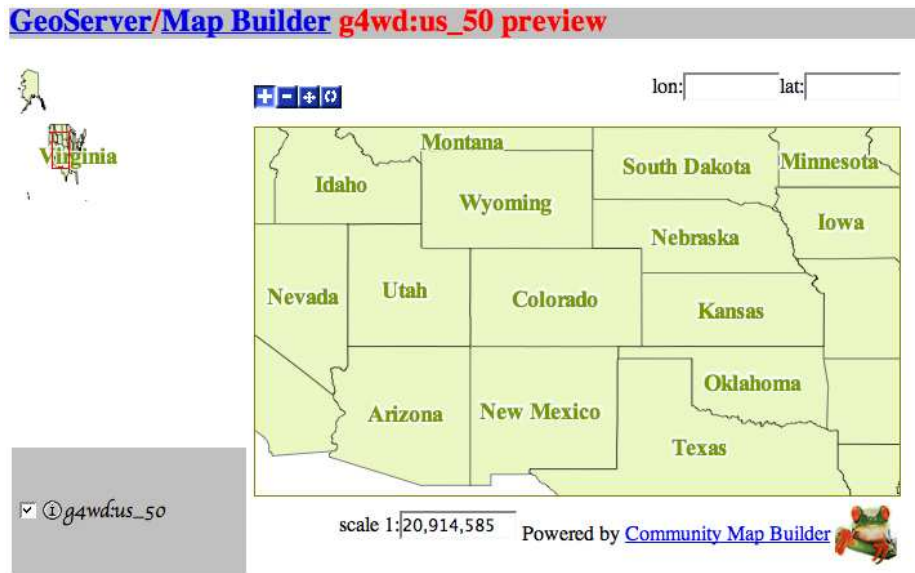 GeoServer/Map Builder g4wd:us_50 preview
lon: lat:
Virginia
Montana
South Dakota
Minnesota
Idaho
Wyoming
Iowa
Nebraska
Nevada
Utah
Colorado
Kansas
Oklahoma
Arizona
New Mexico
Texas
g4wd:us_50
scale 1:20,914,585
Powered by Community Map Builder